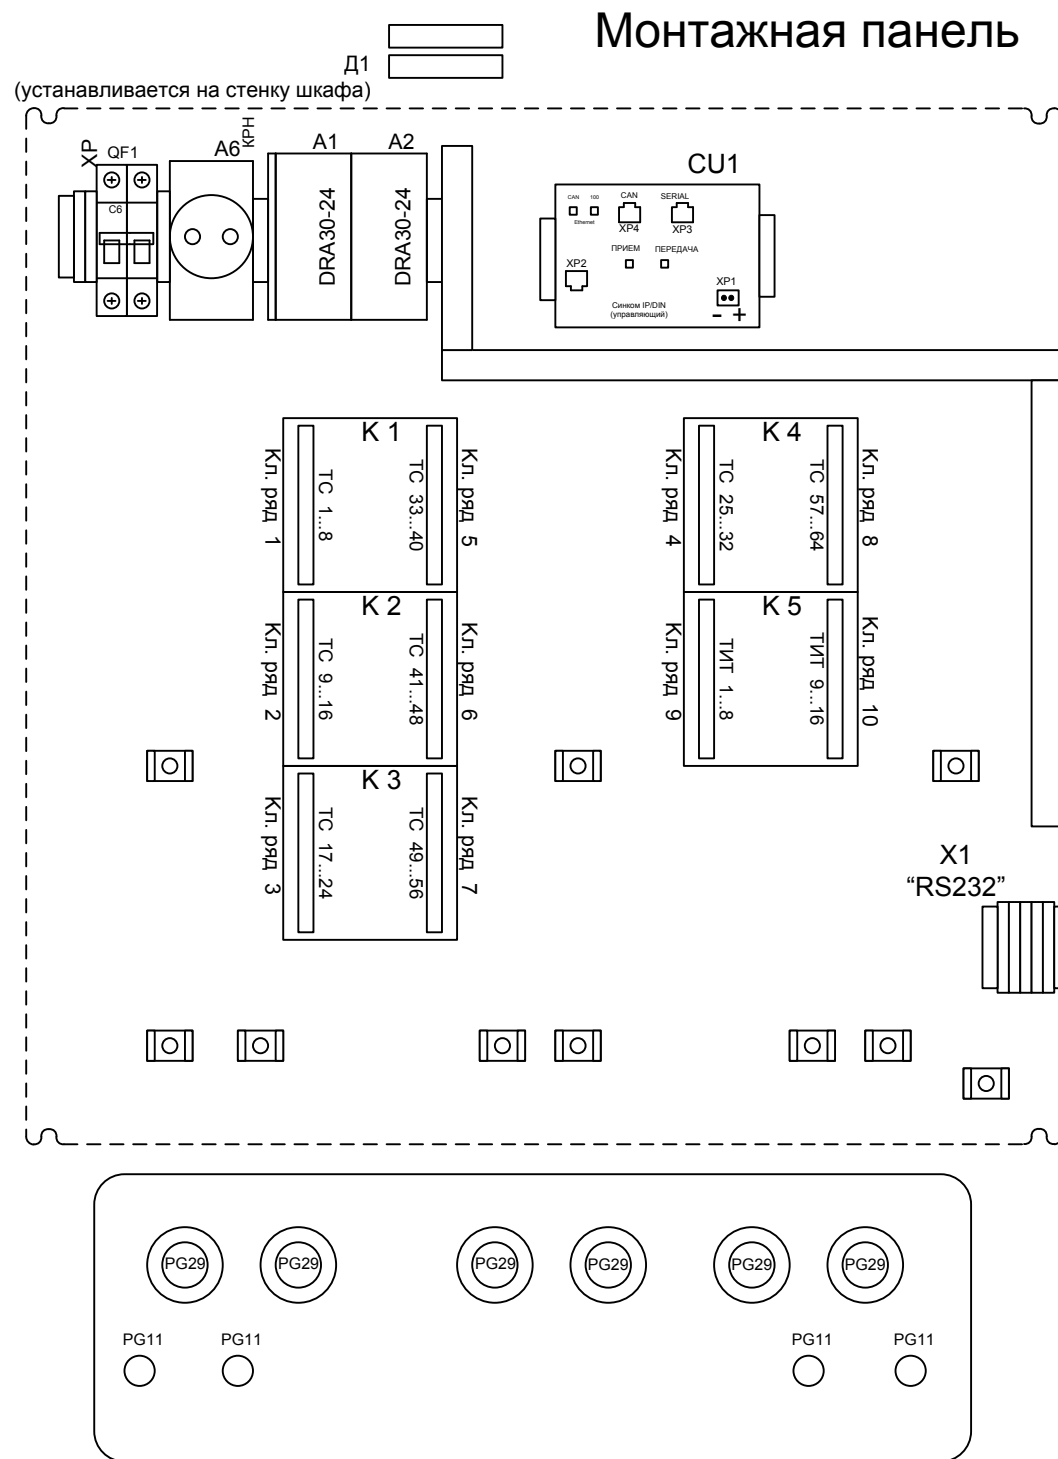 Монтажная панель
Д1
(устанавливается на стенку шкафа)
XP
QF1
C6
A6
КРН
A1
A2
DRA30-24
DRA30-24
CU1
CAN
100
Ethernet
CAN
XP4
SERIAL
XP3
ПРИЕМ
ПЕРЕДАЧА
XP2
XP1
- +
Синком IP/DIN
(управляющий)
К 1
Кл. ряд 1
ТС 1...8
ТС 33...40
Кл. ряд 5
К 4
Кл. ряд 4
ТС 25...32
ТС 57...64
Кл. ряд 8
К 2
Кл. ряд 2
ТС 9...16
ТС 41...48
Кл. ряд 6
К 5
Кл. ряд 9
ТИТ 1...8
ТИТ 9...16
Кл. ряд 10
К 3
Кл. ряд 3
ТС 17...24
ТС 49...56
Кл. ряд 7
X1
“RS232”
PG29
PG29
PG29
PG29
PG29
PG29
PG11
PG11
PG11
PG11